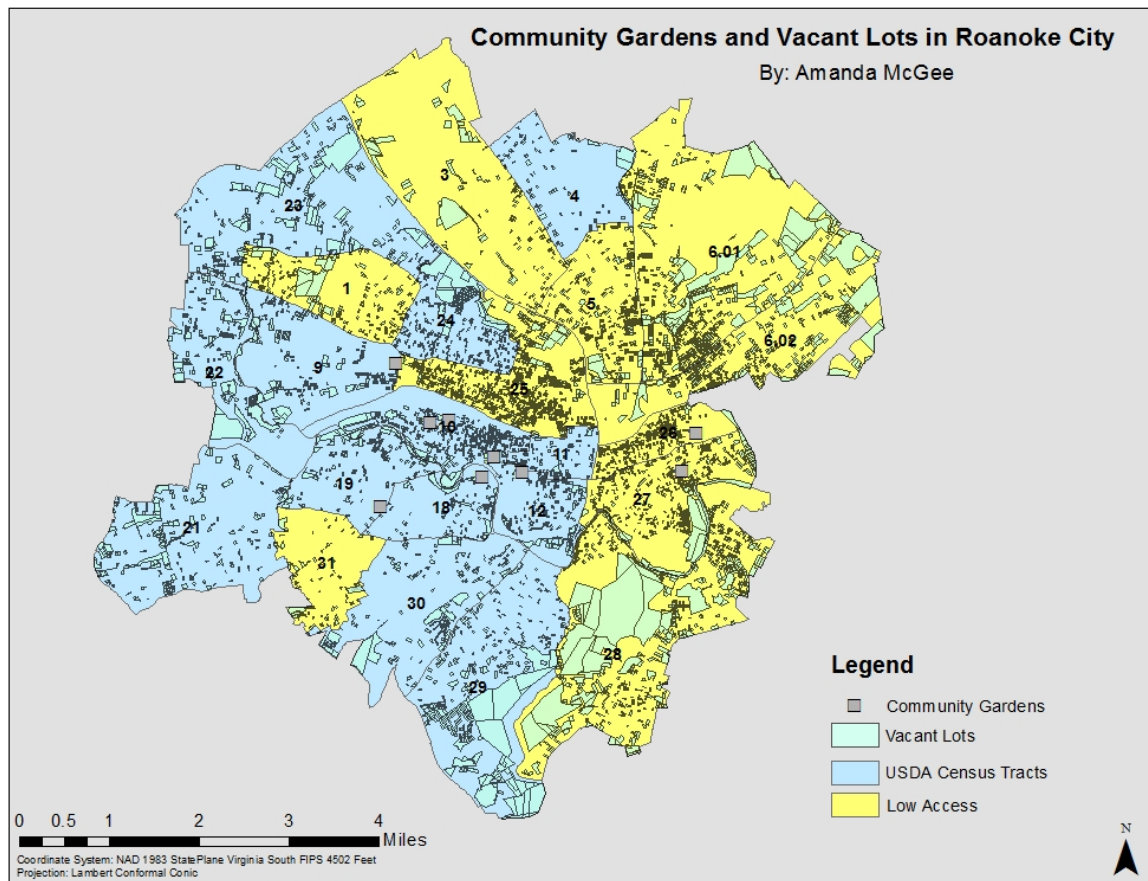 Community Gardens and Vacant Lots in Roanoke City
By: Amanda McGee
3
4
23
6.01
1
5
24
6.02
9
22
25
10
26
11
19
18
12
27
21
31
30
28
29
Legend
Community Gardens
Vacant Lots
USDA Census Tracts
Low Access
0 0.5 1 2 3 4
Miles
N
Coordinate System: NAD 1983 StatePlane Virginia South FIPS 4502 Feet
Projection: Lambert Conformal Conic